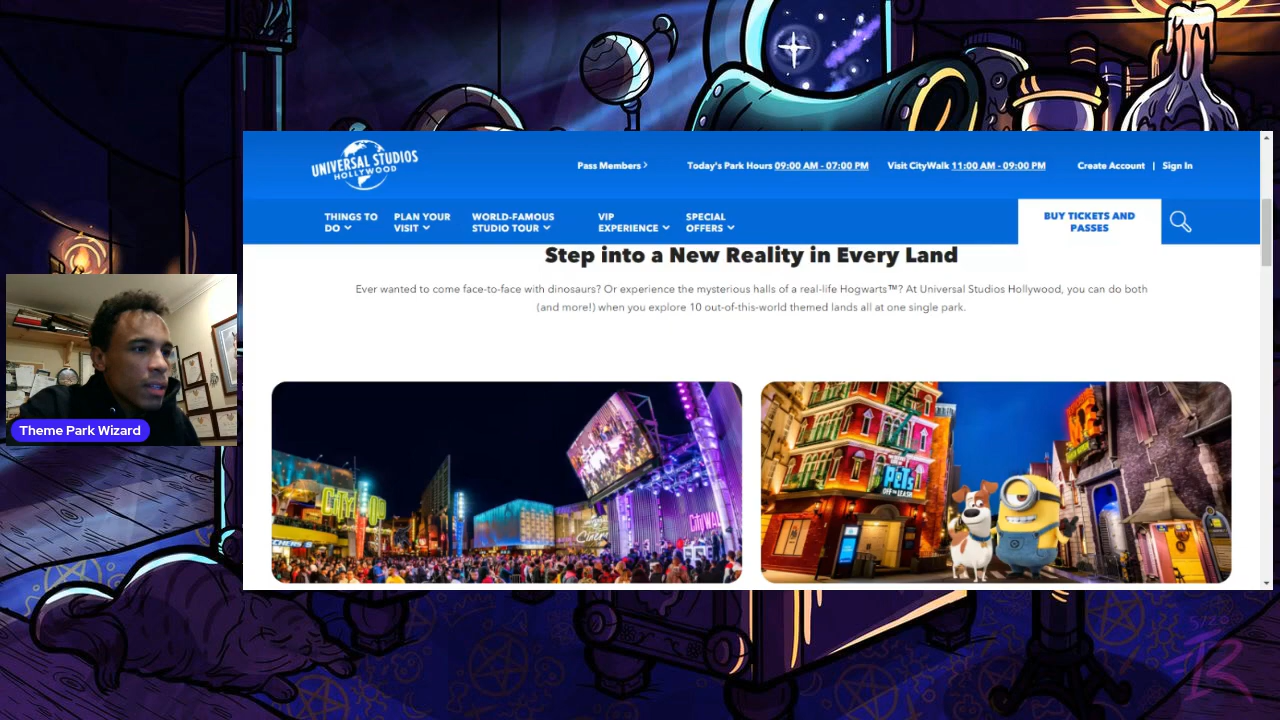 UNIVERSAL STUDIOS
HOLLYWOOD
Pass Members
Today's Park Hours 09:00 AM - 07:00 PM
Visit CityWalk 11:00 AM - 09:00 PM
Create Account | Sign In
THINGS TO DO
PLAN YOUR VISIT
WORLD-FAMOUS STUDIO TOUR
VIP EXPERIENCE
SPECIAL OFFERS
BUY TICKETS AND PASSES
Step into a New Reality in Every Land
Ever wanted to come face-to-face with dinosaurs? Or experience the mysterious halls of a real-life Hogwarts™? At Universal Studios Hollywood, you can do both
(and more!) when you explore 10 out-of-this-world themed lands all at one single park.
Theme Park Wizard
PETS
OFF THE LEASH
5/20